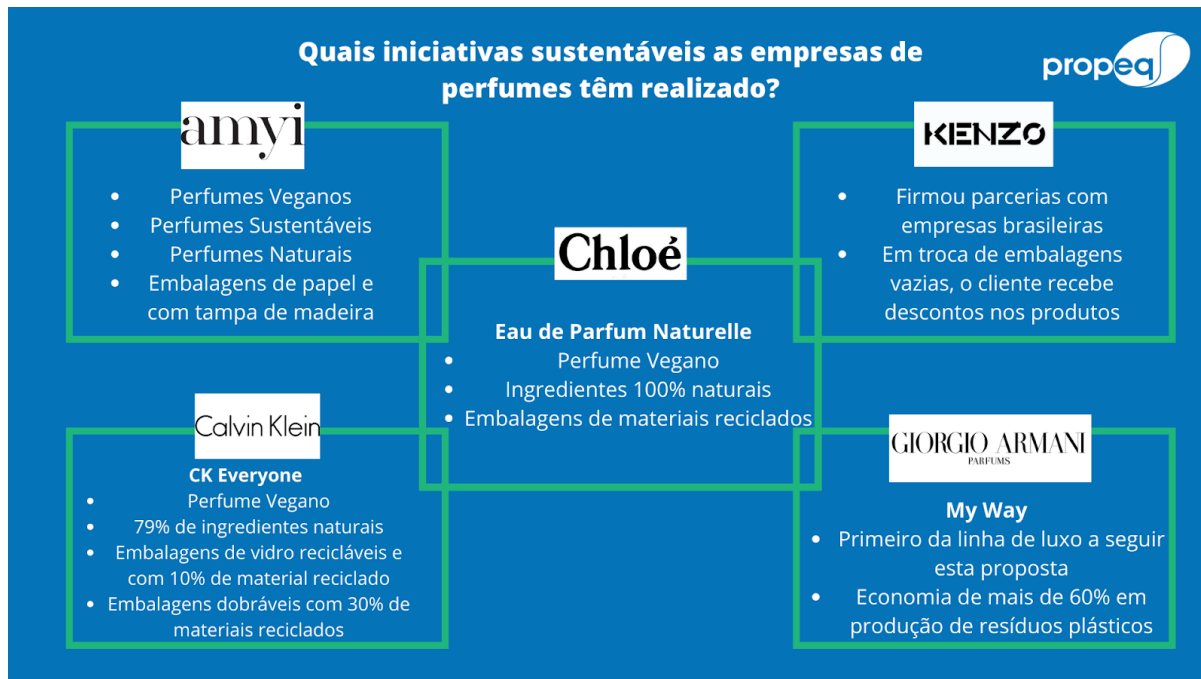 Quais iniciativas sustentáveis as empresas de
perfumes têm realizado?
propeq
amyi
• Perfumes Veganos
• Perfumes Sustentáveis
• Perfumes Naturais
• Embalagens de papel e
com tampa de madeira
KENZO
• Firmou parcerias com
empresas brasileiras
• Em troca de embalagens
vazias, o cliente recebe
descontos nos produtos
Chloé
Eau de Parfum Naturelle
• Perfume Vegano
• Ingredientes 100% naturais
• Embalagens de materiais reciclados
Calvin Klein
CK Everyone
• Perfume Vegano
• 79% de ingredientes naturais
• Embalagens de vidro recicláveis e
com 10% de material reciclado
• Embalagens dobráveis com 30% de
materiais reciclados
GIORGIO ARMANI
PARFUMS
My Way
• Primeiro da linha de luxo a seguir
esta proposta
• Economia de mais de 60% em
produção de resíduos plásticos